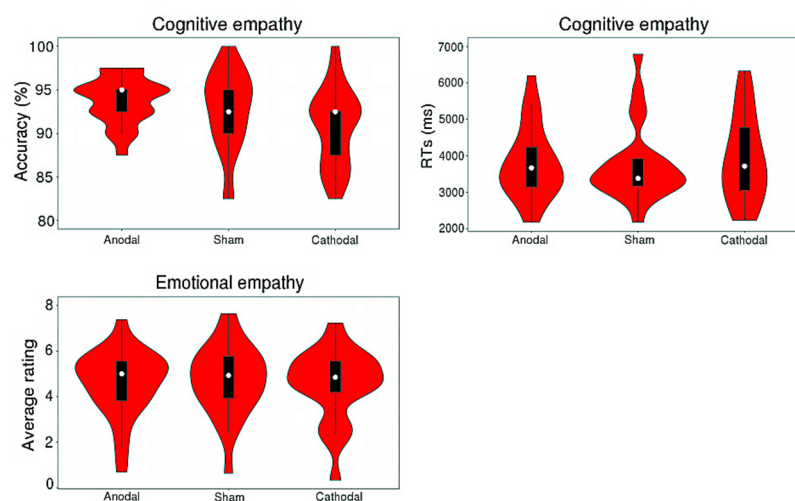 Cognitive empathy
Accuracy (%)
100
95
90
85
80
Anodal Sham Cathodal
Cognitive empathy
RTs (ms)
7000
6000
5000
4000
3000
2000
Anodal Sham Cathodal
Emotional empathy
Average rating
8
6
4
2
0
Anodal Sham Cathodal